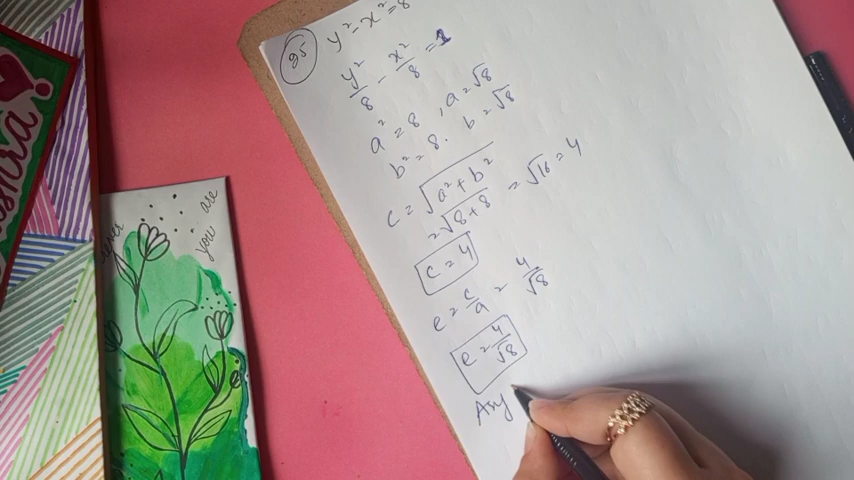 25
y² - x² = 8
y²/8 - x²/8 = 1
a² = 8, a = √8
b² = 8. b = √8
c = √(a² + b²)
= √(8+8) = √16 = 4
c = 4
e = c/a = 4/√8
e = 4/√8
Asy
are
you